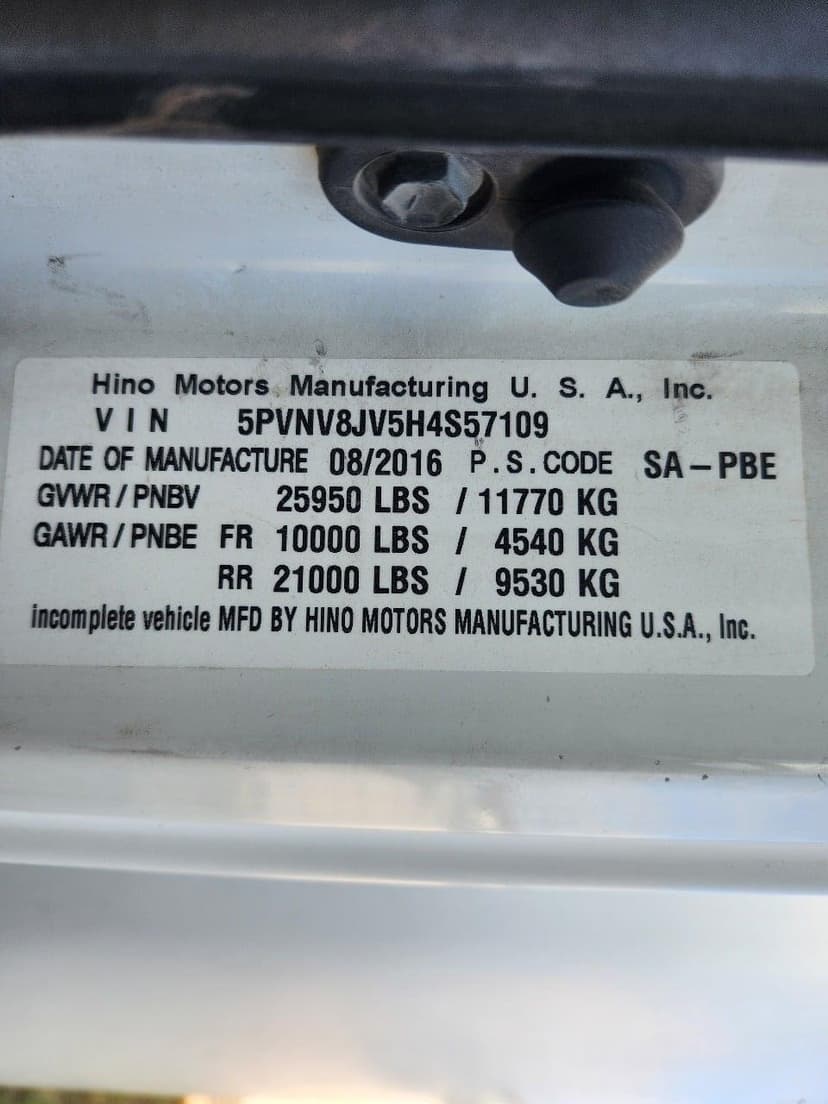 Hino Motors Manufacturing U. S. A., Inc.
VIN 5PVNV8JV5H4S57109
DATE OF MANUFACTURE 08/2016 P.S.CODE SA-PBE
GVWR/PNBV 25950 LBS / 11770 KG
GAWR/PNBE FR 10000 LBS / 4540 KG
RR 21000 LBS / 9530 KG
incomplete vehicle MFD BY HINO MOTORS MANUFACTURING U.S.A., Inc.